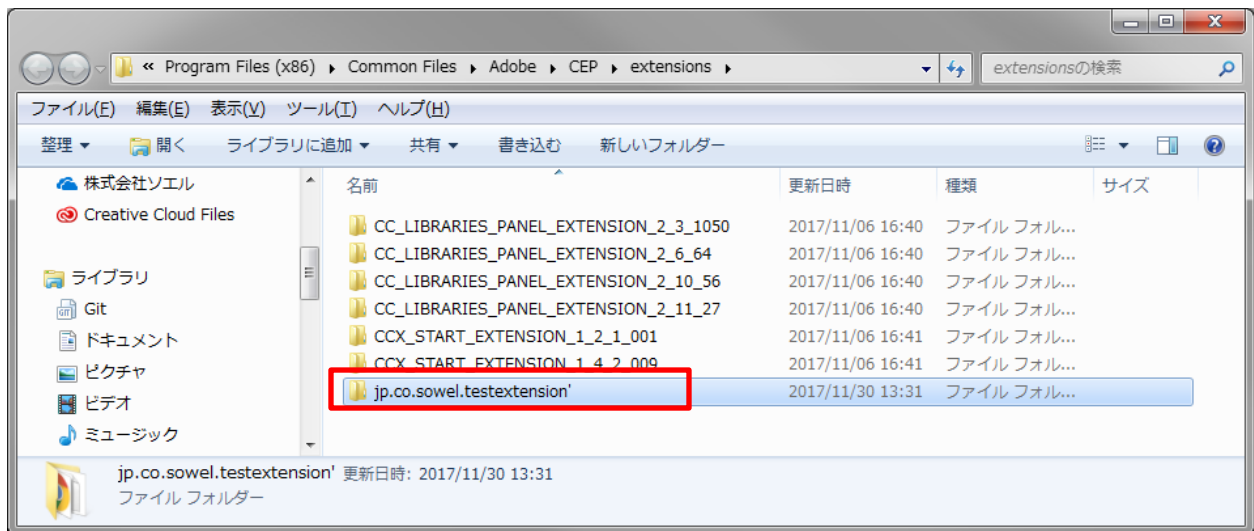 « Program Files (x86) ▸ Common Files ▸ Adobe ▸ CEP ▸ extensions ▸ extensionsの検索
ファイル(F) 編集(E) 表示(V) ツール(T) ヘルプ(H)
整理 ▼ 開く ライブラリに追加 ▼ 共有 ▼ 書き込む 新しいフォルダー
株式会社ソエル
Creative Cloud Files
ライブラリ
Git
ドキュメント
ピクチャ
ビデオ
ミュージック
名前 更新日時 種類 サイズ
CC_LIBRARIES_PANEL_EXTENSION_2_3_1050 2017/11/06 16:40 ファイル フォル...
CC_LIBRARIES_PANEL_EXTENSION_2_6_64 2017/11/06 16:40 ファイル フォル...
CC_LIBRARIES_PANEL_EXTENSION_2_10_56 2017/11/06 16:40 ファイル フォル...
CC_LIBRARIES_PANEL_EXTENSION_2_11_27 2017/11/06 16:40 ファイル フォル...
CCX_START_EXTENSION_1_2_1_001 2017/11/06 16:41 ファイル フォル...
CCX_START_EXTENSION_1_4_2_009 2017/11/06 16:41 ファイル フォル...
jp.co.sowel.testextension' 2017/11/30 13:31 ファイル フォル...
jp.co.sowel.testextension' 更新日時: 2017/11/30 13:31
ファイル フォルダー